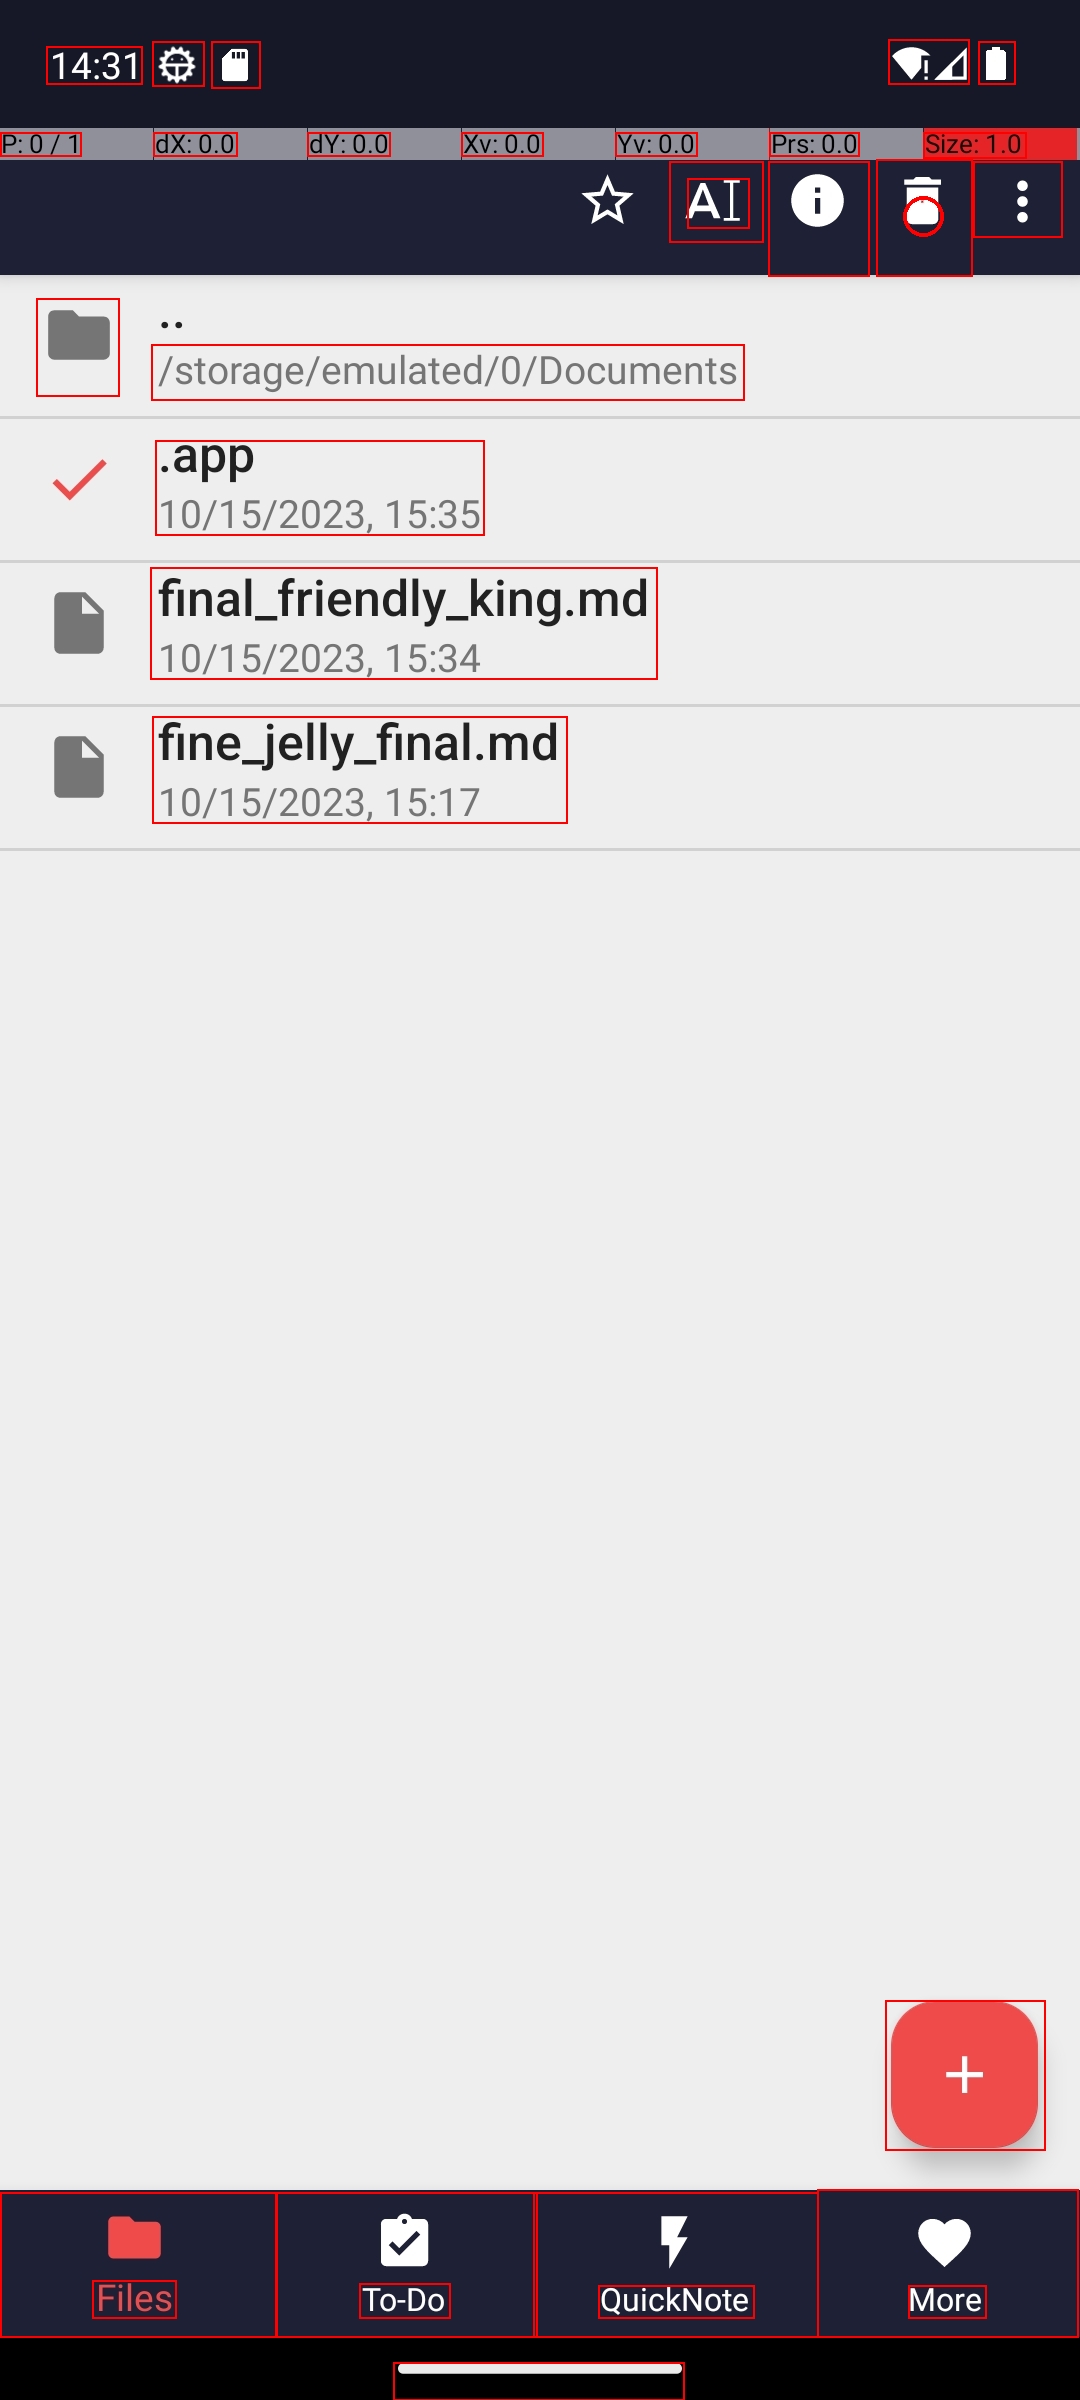 14:31
P: 0 / 1 dX: 0.0 dY: 0.0 Xv: 0.0 Yv: 0.0 Prs: 0.0 Size: 1.0
AI
..
/storage/emulated/0/Documents
.app
10/15/2023, 15:35
final_friendly_king.md
10/15/2023, 15:34
fine_jelly_final.md
10/15/2023, 15:17
Files To-Do QuickNote More